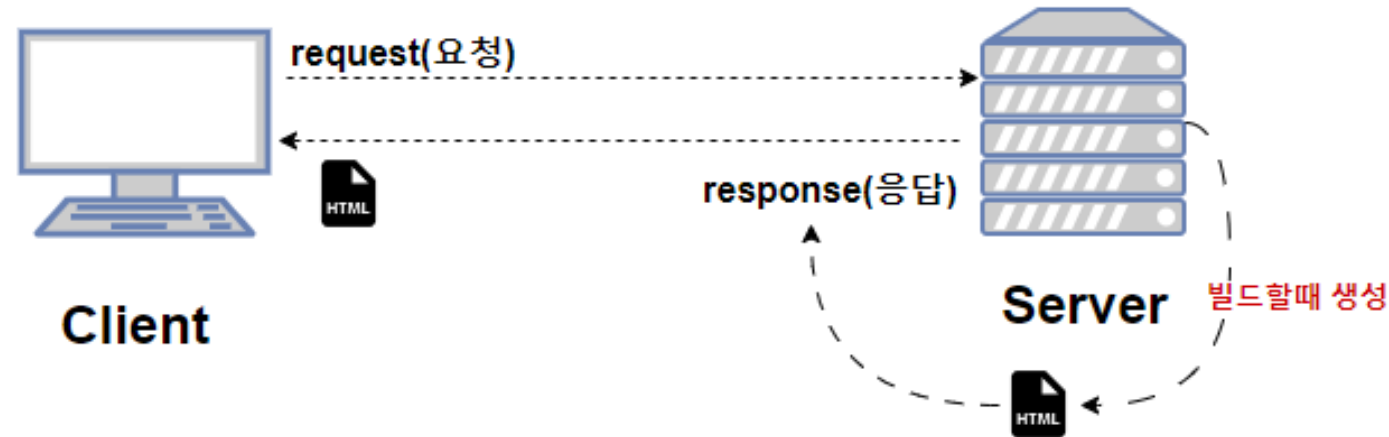 request(요청)
HTML
response(응답)
Client
Server
빌드할때 생성
HTML